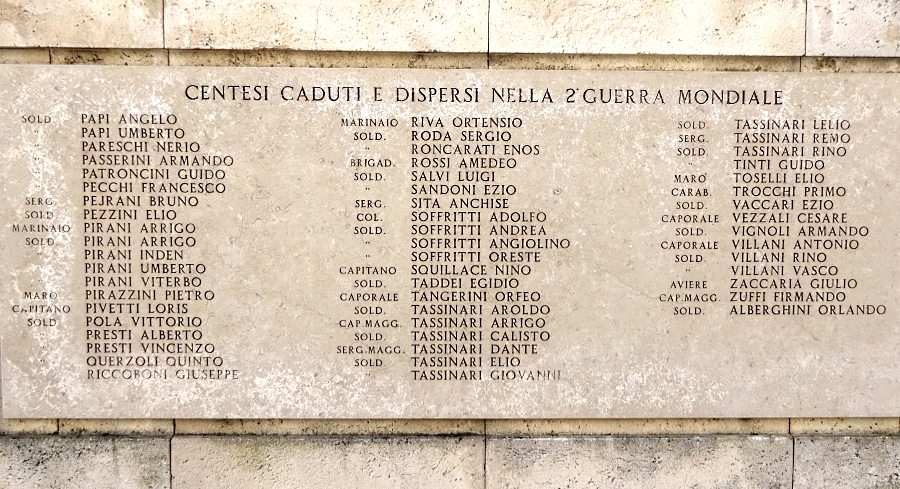 CENTESI CADUTI E DISPERSI NELLA 2ª GUERRA MONDIALE
SOLD. PAPI ANGELO
" PAPI UMBERTO
" PARESCHI NERIO
" PASSERINI ARMANDO
" PATRONCINI GUIDO
" PECCHI FRANCESCO
SERG. PEJRANI BRUNO
SOLD. PEZZINI ELIO
MARINAIO PIRANI ARRIGO
SOLD. PIRANI ARRIGO
" PIRANI INDEN
" PIRANI UMBERTO
" PIRANI VITERBO
MARO PIRAZZINI PIETRO
CAPITANO PIVETTI LORIS
SOLD. POLA VITTORIO
" PRESTI ALBERTO
" PRESTI VINCENZO
" QUERZOLI QUINTO
" RICCOBONI GIUSEPPE
MARINAIO RIVA ORTENSIO
SOLD. RODA SERGIO
" RONCARATI ENOS
BRIGAD. ROSSI AMEDEO
SOLD. SALVI LUIGI
" SANDONI EZIO
SERG. SITA ANCHISE
COL. SOFFRITTI ADOLFO
SOLD. SOFFRITTI ANDREA
" SOFFRITTI ANGIOLINO
" SOFFRITTI ORESTE
CAPITANO SQUILLACE NINO
SOLD. TADDEI EGIDIO
CAPORALE TANGERINI ORFEO
SOLD. TASSINARI AROLDO
CAP.MAGG. TASSINARI ARRIGO
SOLD. TASSINARI CALISTO
SERG.MAGG. TASSINARI DANTE
SOLD. TASSINARI ELIO
" TASSINARI GIOVANNI
SOLD. TASSINARI LELIO
SERG. TASSINARI REMO
SOLD. TASSINARI RINO
" TINTI GUIDO
MARO TOSELLI ELIO
CARAB. TROCCHI PRIMO
SOLD. VACCARI EZIO
CAPORALE VEZZALI CESARE
SOLD. VIGNOLI ARMANDO
CAPORALE VILLANI ANTONIO
SOLD. VILLANI RINO
" VILLANI VASCO
AVIERE ZACCARIA GIULIO
CAP.MAGG. ZUFFI FIRMANDO
SOLD. ALBERGHINI ORLANDO